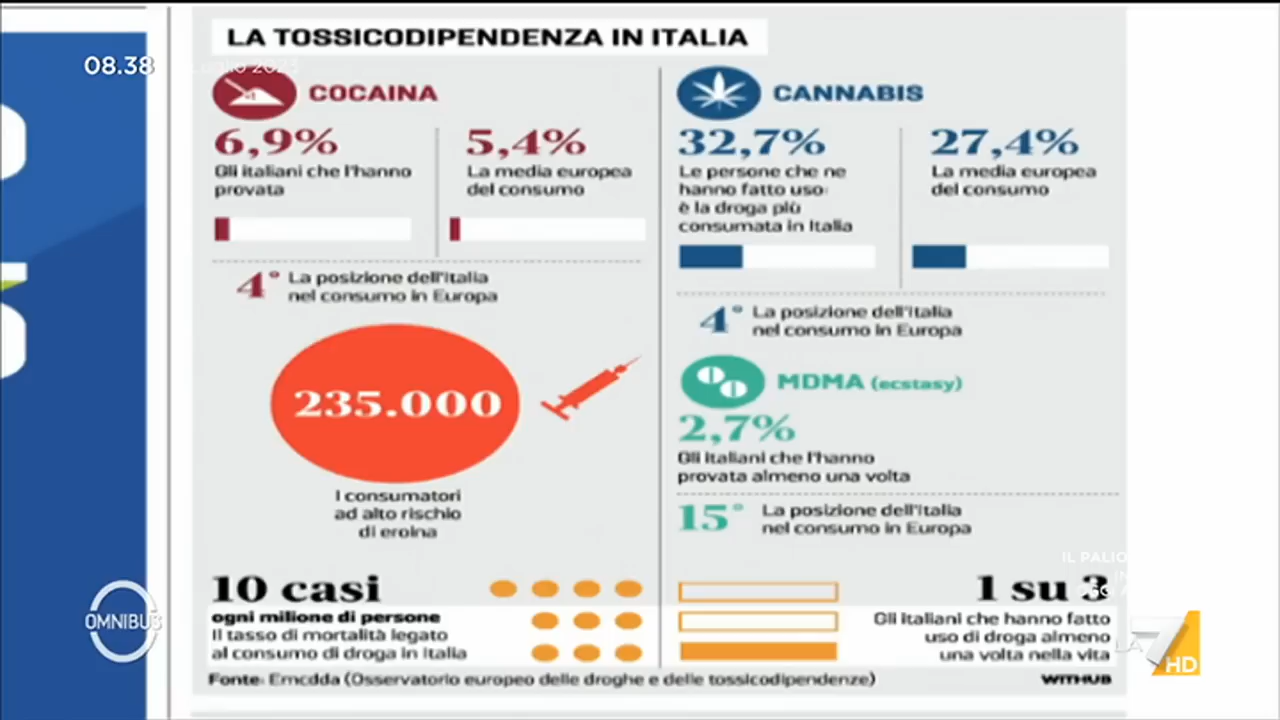 LA TOSSICODIPENDENZA IN ITALIA
08.38
COCAINA
6,9%
Gli italiani che l'hanno
provata
5,4%
La media europea
del consumo
4°
La posizione dell'Italia
nel consumo in Europa
235.000
I consumatori
ad alto rischio
di eroina
10 casi
ogni milione di persone
Il tasso di mortalità legato
al consumo di droga in Italia
CANNABIS
32,7%
Le persone che ne
hanno fatto uso:
è la droga più
consumata in Italia
27,4%
La media europea
del consumo
4°
La posizione dell'Italia
nel consumo in Europa
MDMA (ecstasy)
2,7%
Gli italiani che l'hanno
provata almeno una volta
15°
La posizione dell'Italia
nel consumo in Europa
1 su 3
Gli italiani che hanno fatto
uso di droga almeno
una volta nella vita
Fonte: Emcdda (Osservatorio europeo delle droghe e delle tossicodipendenze)
WITHUB
OMNIBUS
IL PALIO
LA7
HD